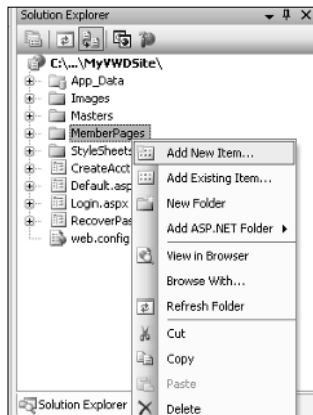 Solution Explorer
C:\...\MyVWDSite\
App_Data
Images
Masters
MemberPages
StyleSheets
CreateAcct
Default.asp
Login.aspx
RecoverPas
web.config
Add New Item...
Add Existing Item...
New Folder
Add ASP.NET Folder
View in Browser
Browse With...
Refresh Folder
Cut
Copy
Paste
Delete
Solution Explorer